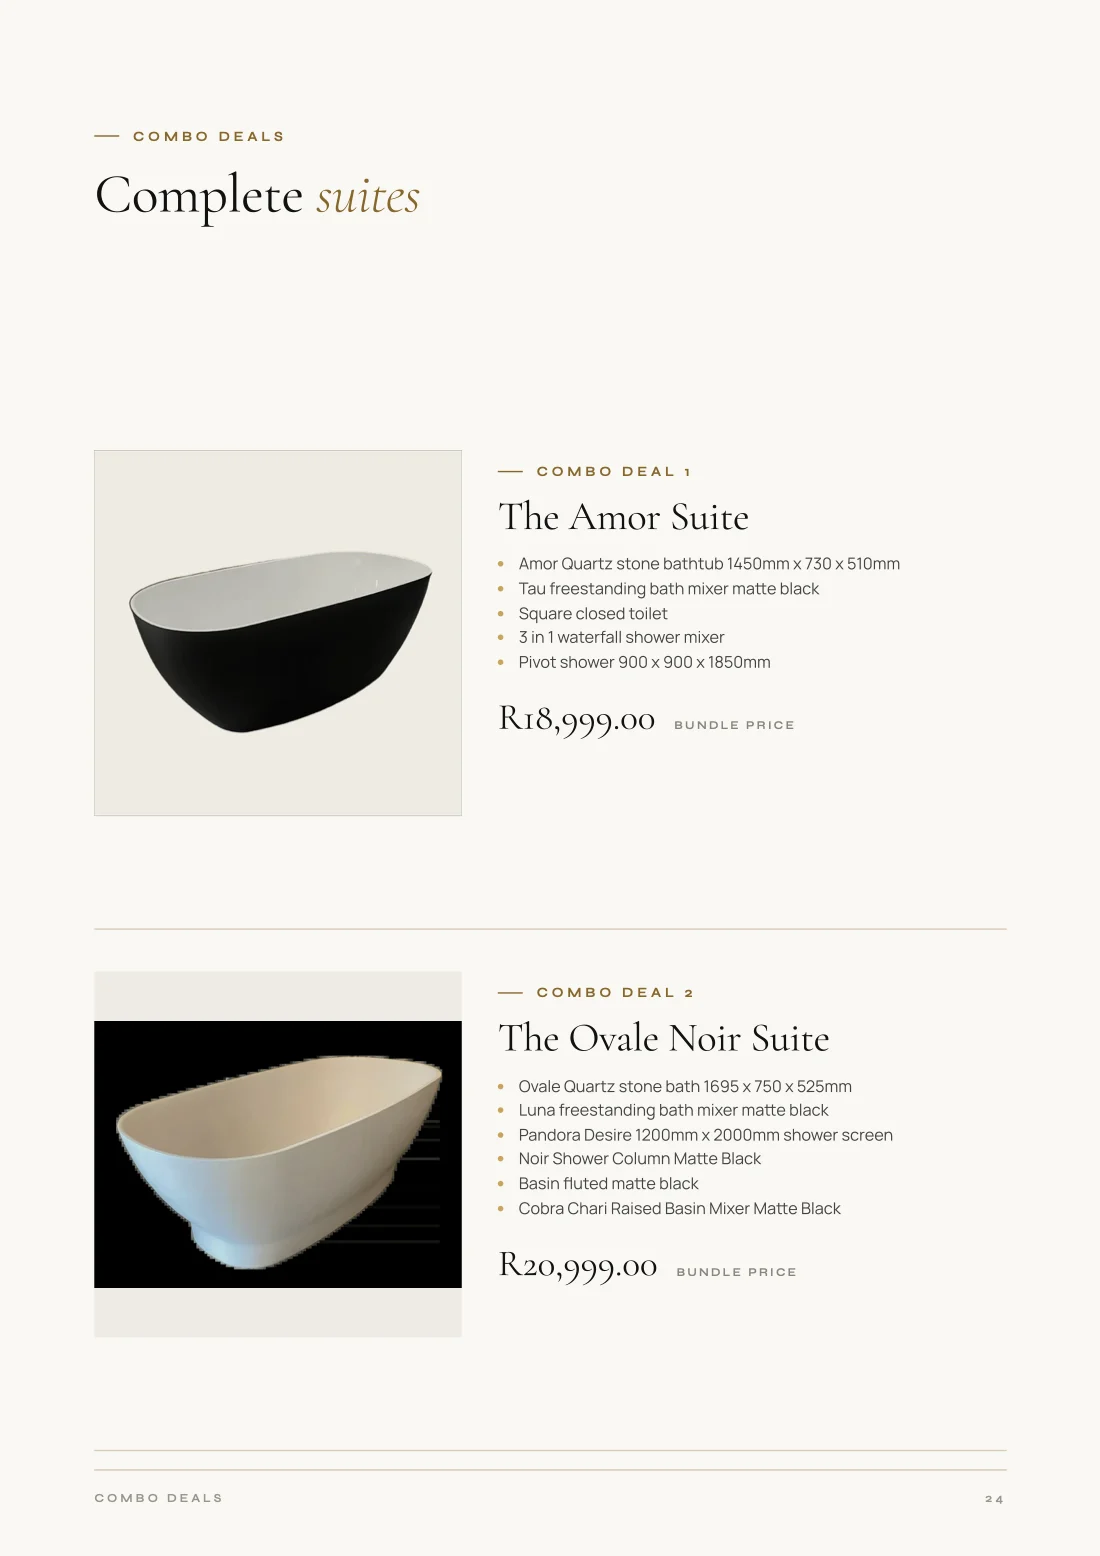 COMBO DEALS
Complete suites
COMBO DEAL 1
The Amor Suite
Amor Quartz stone bathtub 1450mm x 730 x 510mm
Tau freestanding bath mixer matte black
Square closed toilet
3 in 1 waterfall shower mixer
Pivot shower 900 x 900 x 1850mm
R18,999.00 BUNDLE PRICE
COMBO DEAL 2
The Ovale Noir Suite
Ovale Quartz stone bath 1695 x 750 x 525mm
Luna freestanding bath mixer matte black
Pandora Desire 1200mm x 2000mm shower screen
Noir Shower Column Matte Black
Basin fluted matte black
Cobra Chari Raised Basin Mixer Matte Black
R20,999.00 BUNDLE PRICE
COMBO DEALS 24